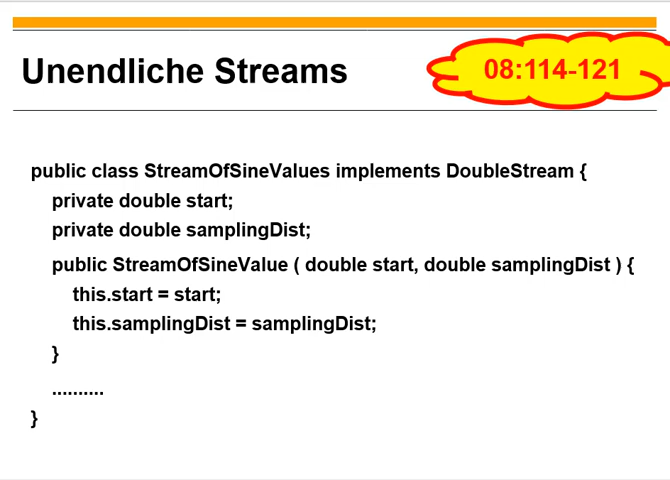 Unendliche Streams
08:114-121
public class StreamOfSineValues implements DoubleStream {
private double start;
private double samplingDist;
public StreamOfSineValue ( double start, double samplingDist ) {
this.start = start;
this.samplingDist = samplingDist;
}
..........
}